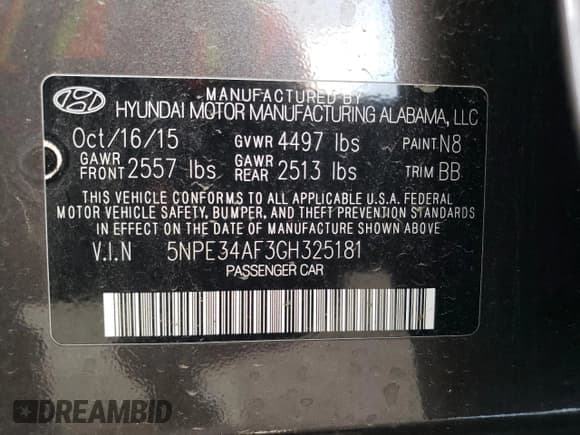 MANUFACTURED BY
HYUNDAI MOTOR MANUFACTURING ALABAMA, LLC
Oct/16/15 GVWR 4497 lbs PAINT N8
GAWR FRONT 2557 lbs GAWR REAR 2513 lbs TRIM BB
THIS VEHICLE CONFORMS TO ALL APPLICABLE U.S.A. FEDERAL
MOTOR VEHICLE SAFETY, BUMPER, AND THEFT PREVENTION STANDARDS
IN EFFECT ON THE DATE OF MANUFACTURE SHOWN ABOVE
V.I.N 5NPE34AF3GH325181
PASSENGER CAR
DREAMBID